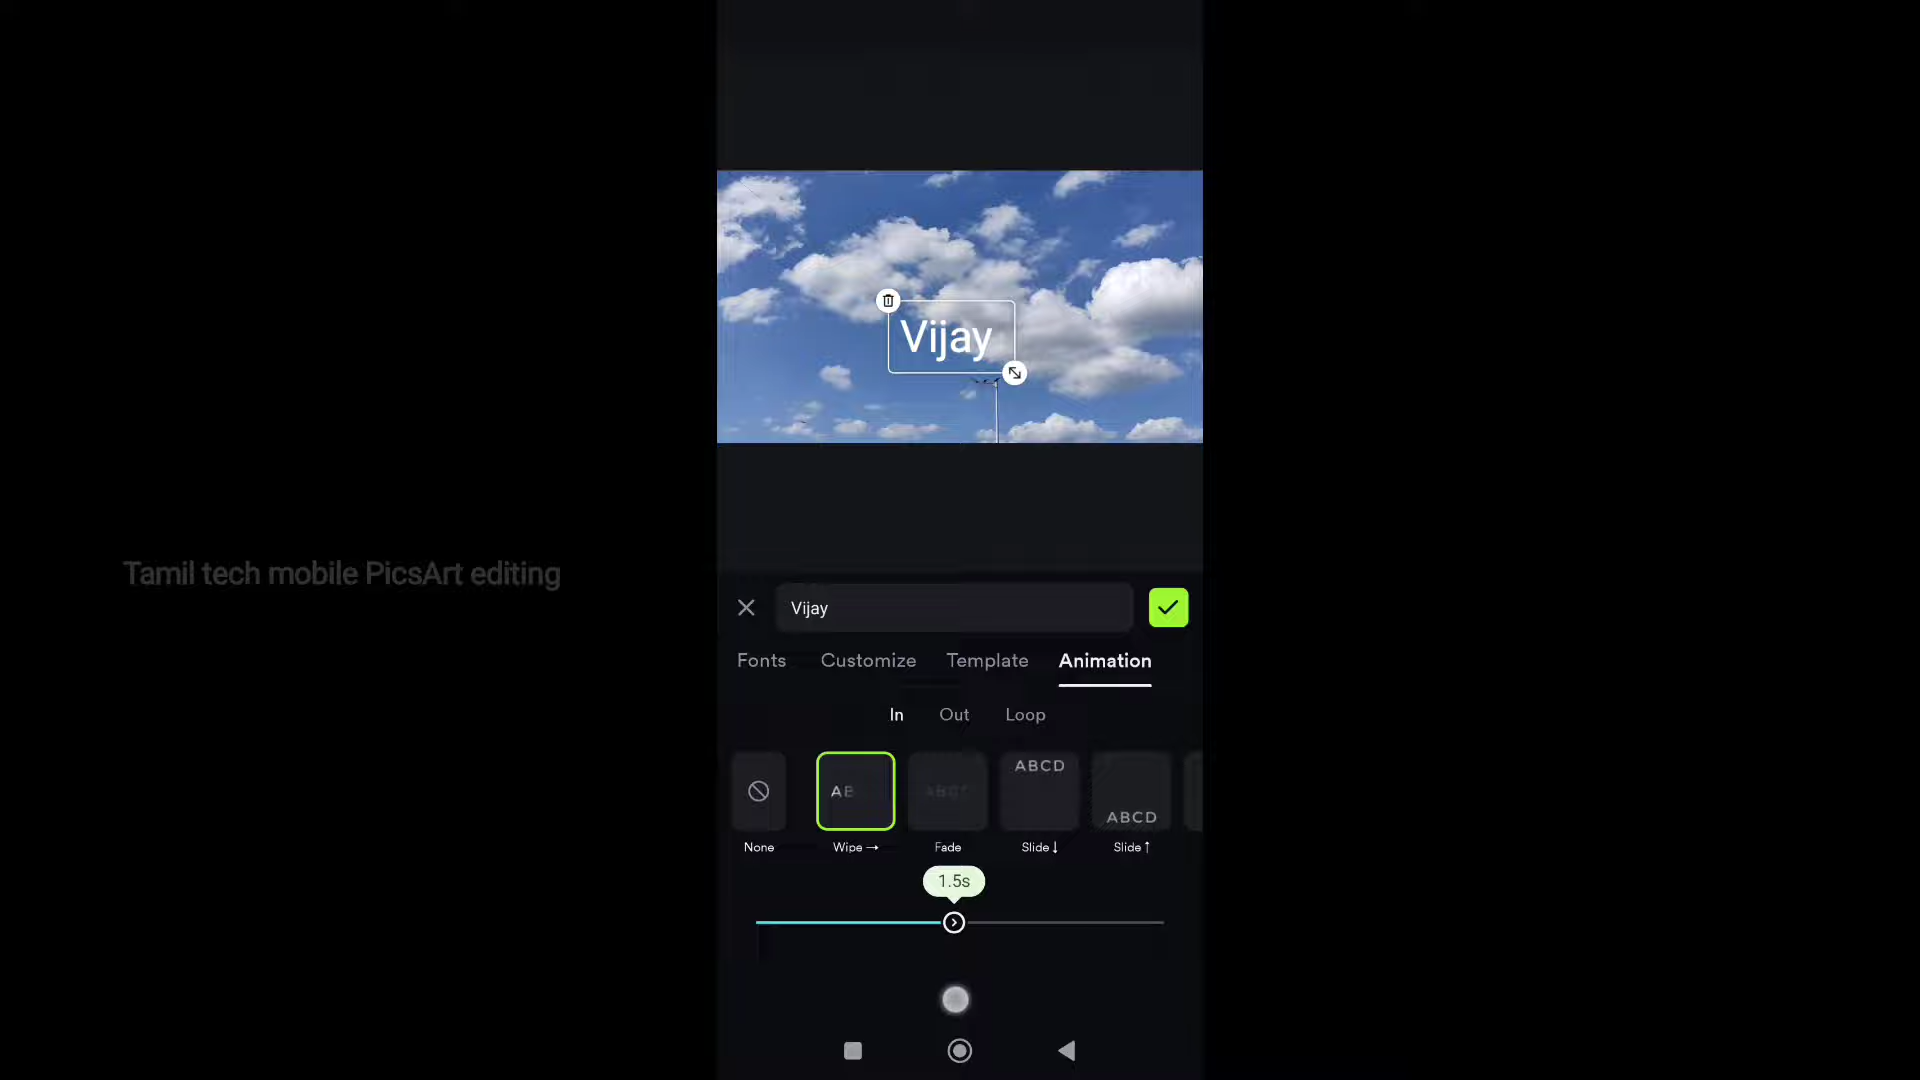 Vijay
Tamil tech mobile PicsArt editing
Vijay
Fonts Customize Template Animation
In Out Loop
AB ABCD ABCD
None Wipe → Fade Slide ↓ Slide ↑
1.5s